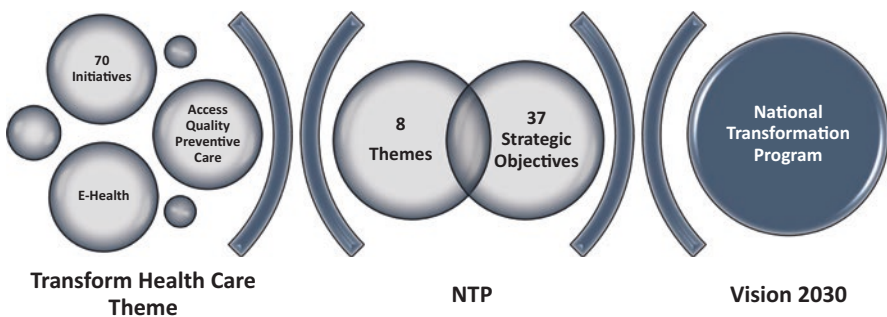 70
Initiatives
Access
Quality
Preventive
Care
E-Health
8
Themes
37
Strategic
Objectives
National
Transformation
Program
Transform Health Care
Theme
NTP
Vision 2030